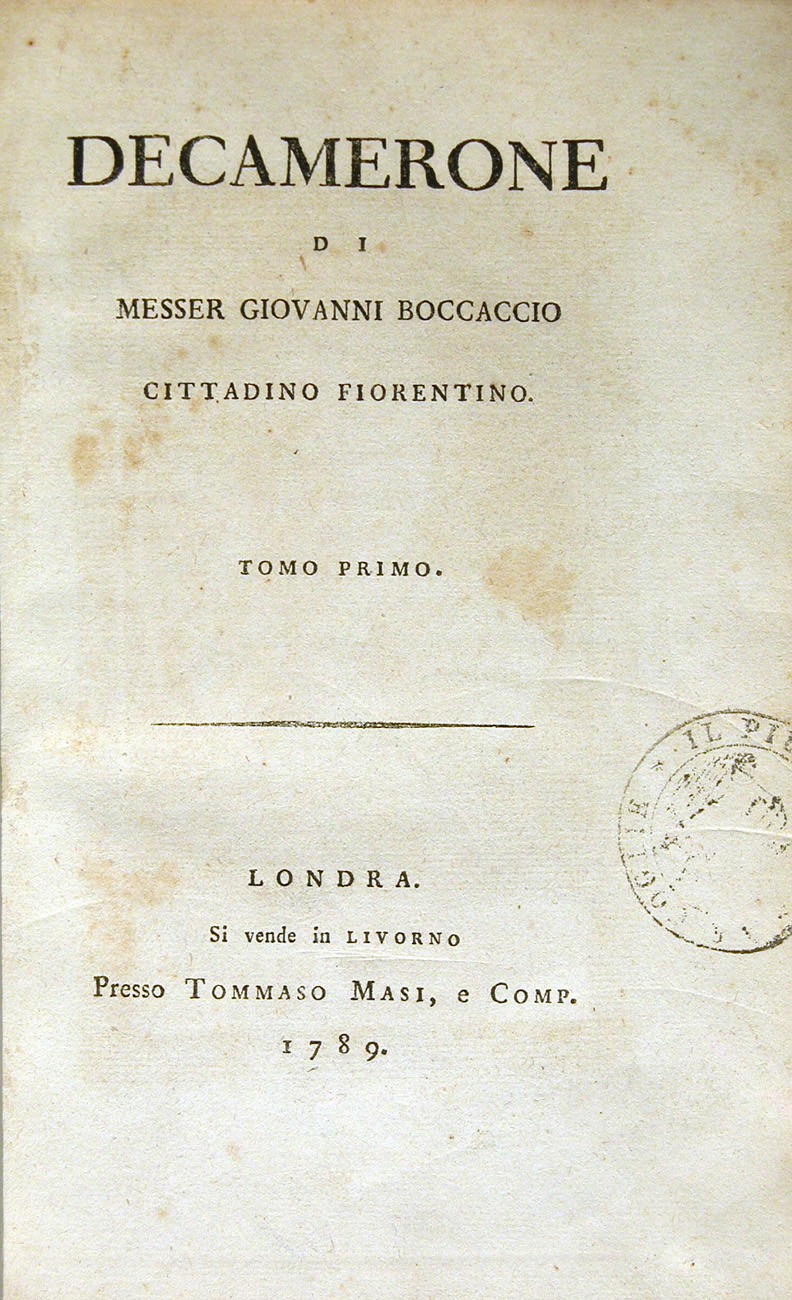 DECAMERONE
DI
MESSER GIOVANNI BOCCACCIO
CITTADINO FIORENTINO.
TOMO PRIMO.
LONDRA.
Si vende in LIVORNO
Presso TOMMASO MASI, e COMP.
1789.
IL